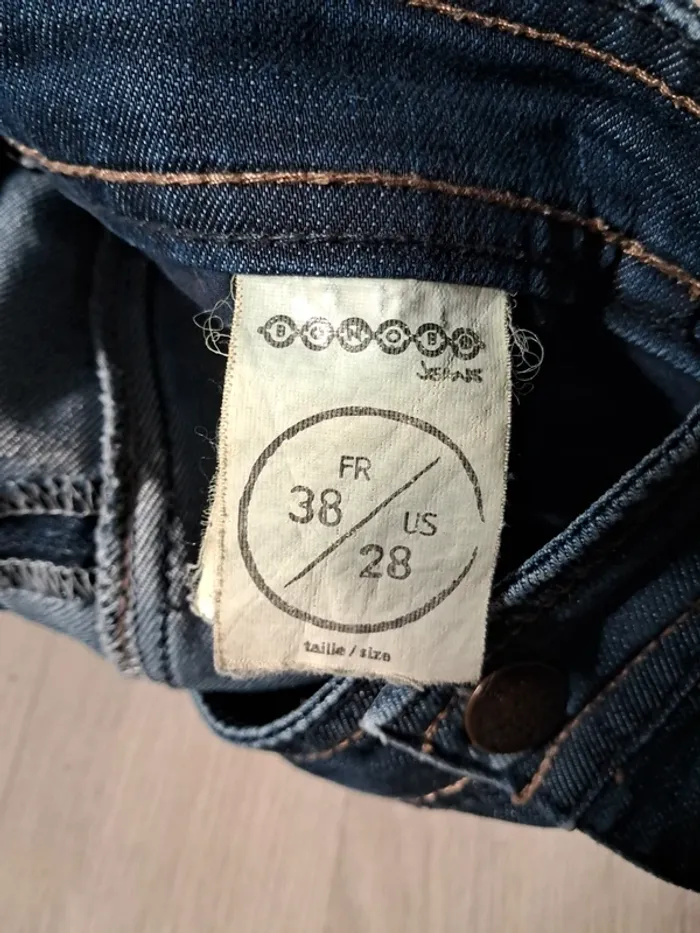 BONOBO
JEANS
FR
38
US
28
taille / size